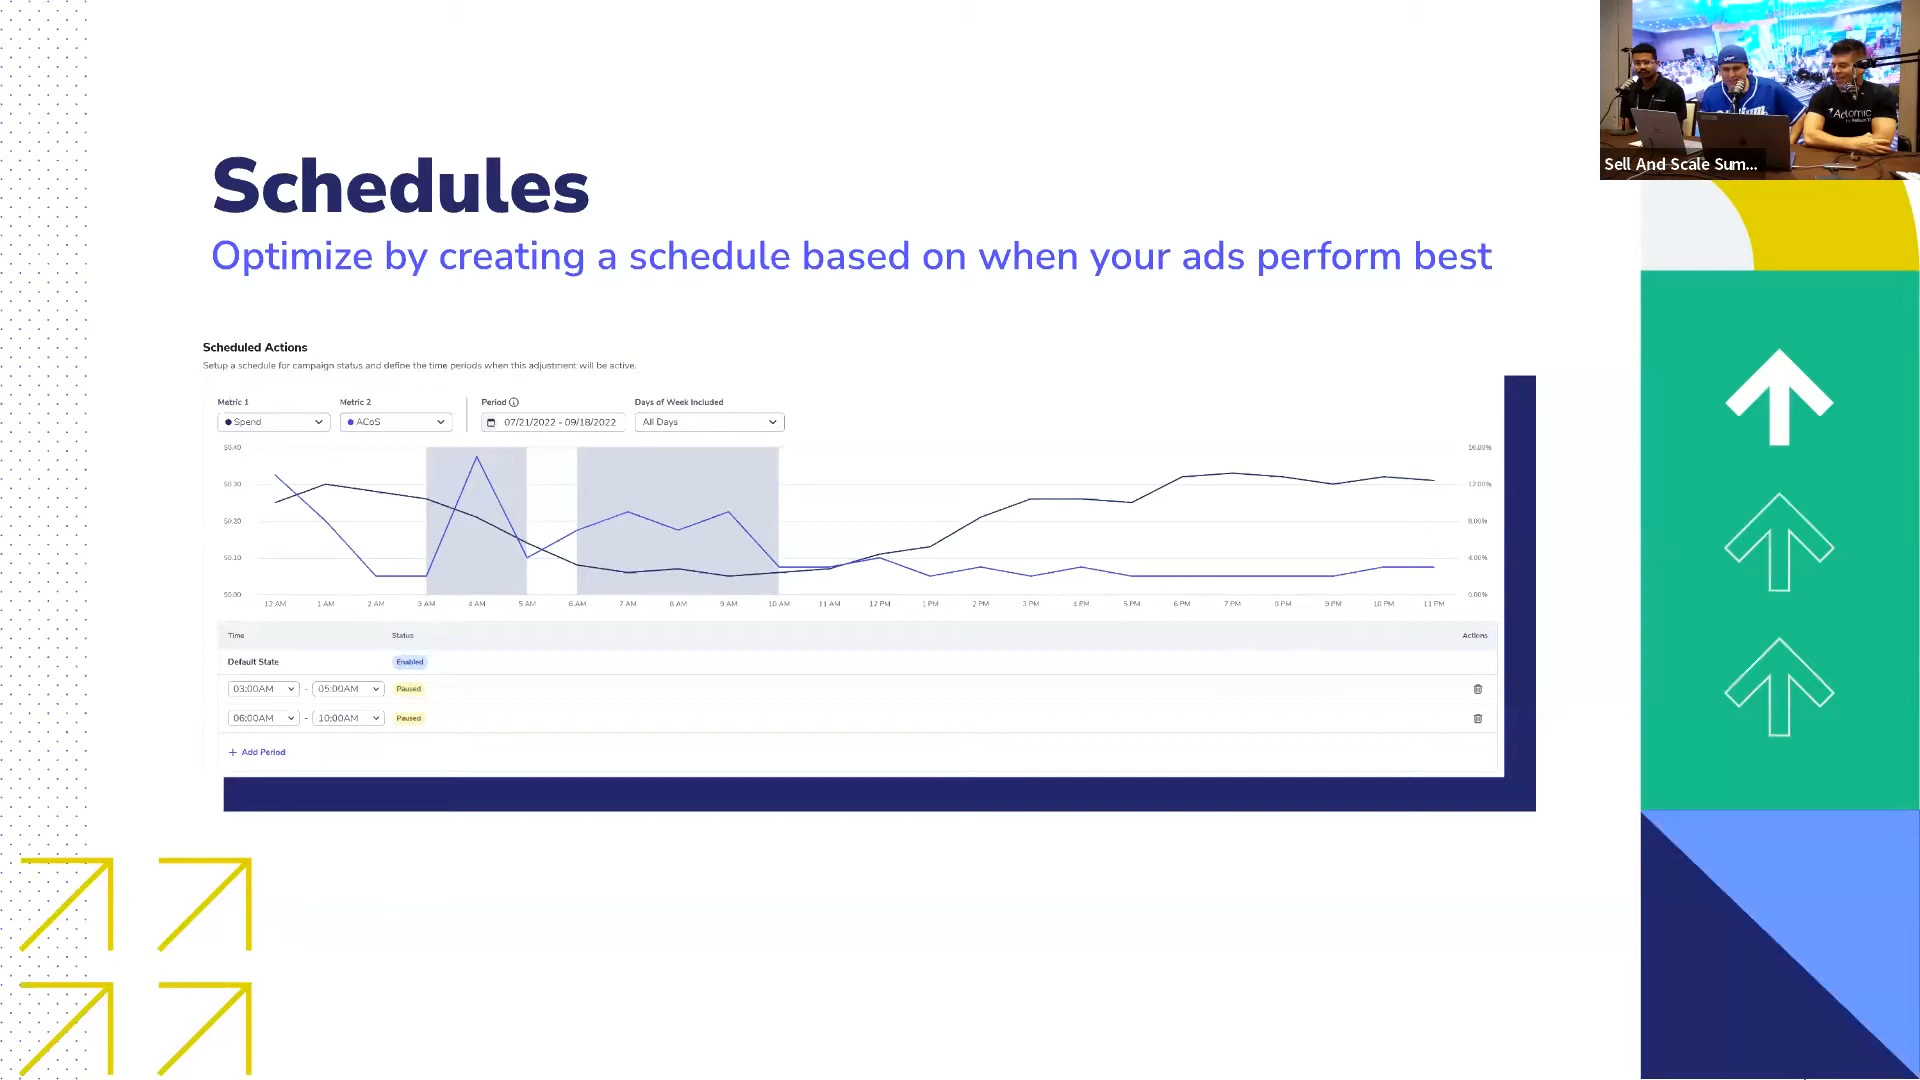 Schedules
Optimize by creating a schedule based on when your ads perform best
Sell And Scale Sum...
Adtomic
Scheduled Actions
Setup a schedule for campaign status and define the time periods when this adjustment will be active.
Metric 1
Metric 2
Period
Days of Week Included
Spend
ACoS
07/21/2022 - 09/18/2022
All Days
$0.40
$0.30
$0.20
$0.10
$0.00
16.00%
12.00%
8.00%
4.00%
0.00%
12 AM 1 AM 2 AM 3 AM 4 AM 5 AM 6 AM 7 AM 8 AM 9 AM 10 AM 11 AM 12 PM 1 PM 2 PM 3 PM 4 PM 5 PM 6 PM 7 PM 8 PM 9 PM 10 PM 11 PM
Time Status Actions
Default State Enabled
03:00AM - 05:00AM Paused
06:00AM - 10:00AM Paused
+ Add Period